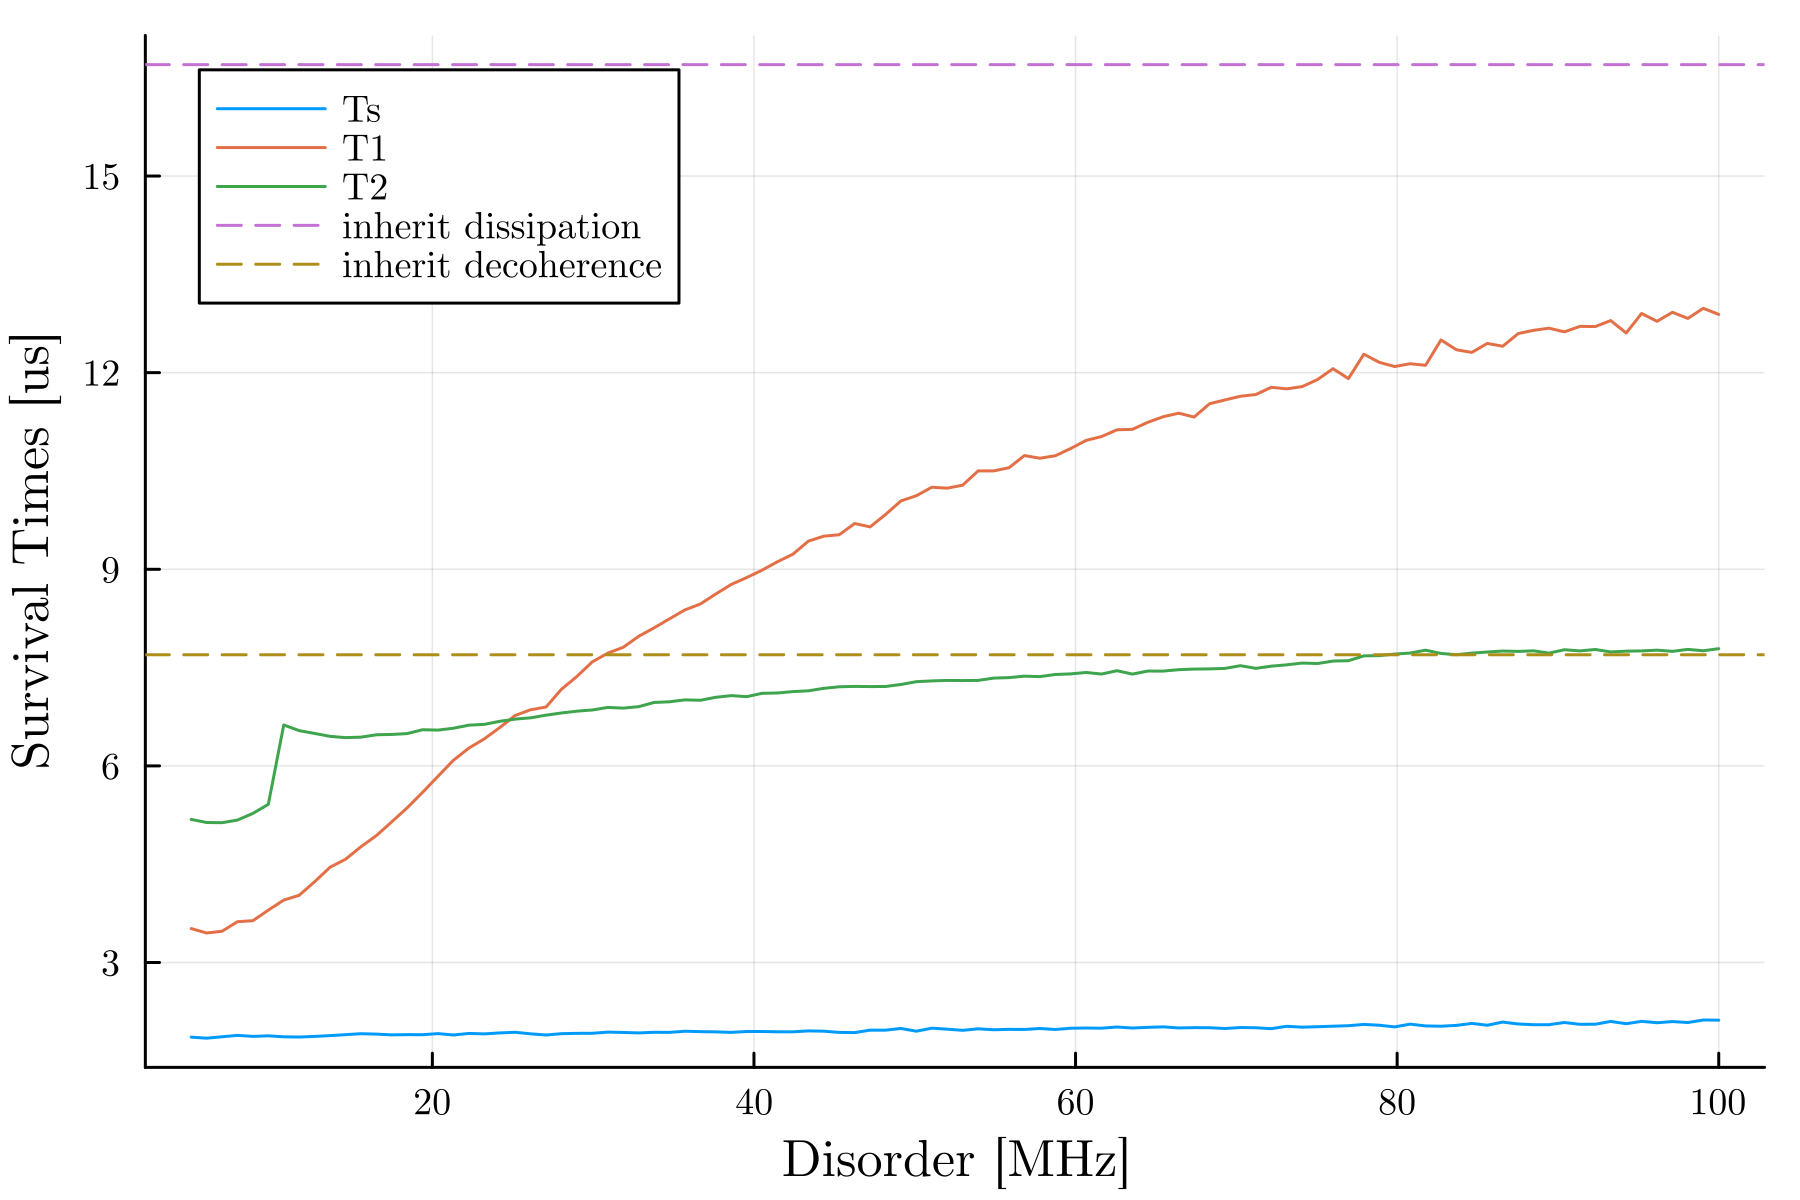 Ts
T1
T2
inherit dissipation
inherit decoherence
15
12
9
6
3
Survival Times [us]
20 40 60 80 100
Disorder [MHz]